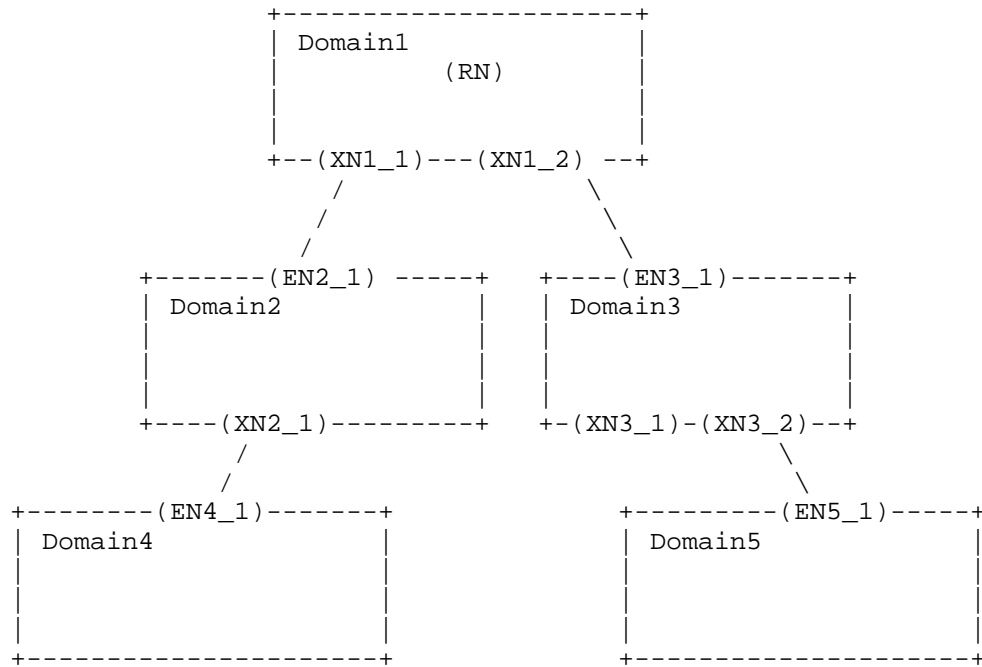 Domain1
(RN)
(XN1_1) (XN1_2)
(EN2_1) (EN3_1)
Domain2 Domain3
(XN2_1) (XN3_1) (XN3_2)
(EN4_1) (EN5_1)
Domain4 Domain5